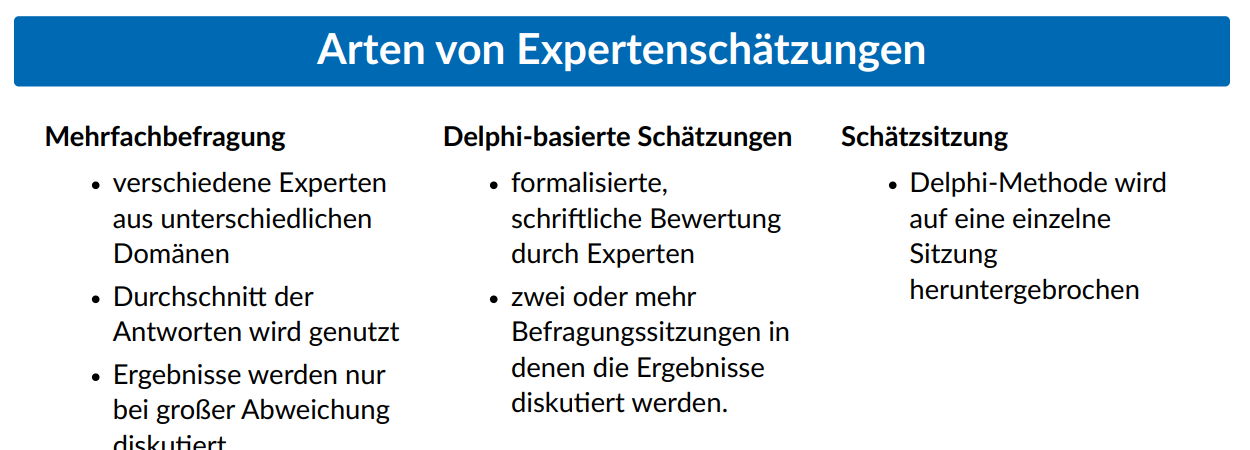 Arten von Expertenschätzungen
Mehrfachbefragung
• verschiedene Experten
aus unterschiedlichen
Domänen
• Durchschnitt der
Antworten wird genutzt
• Ergebnisse werden nur
bei großer Abweichung
diskutiert
Delphi-basierte Schätzungen
• formalisierte,
schriftliche Bewertung
durch Experten
• zwei oder mehr
Befragungssitzungen in
denen die Ergebnisse
diskutiert werden.
Schätzsitzung
• Delphi-Methode wird
auf eine einzelne
Sitzung
heruntergebrochen